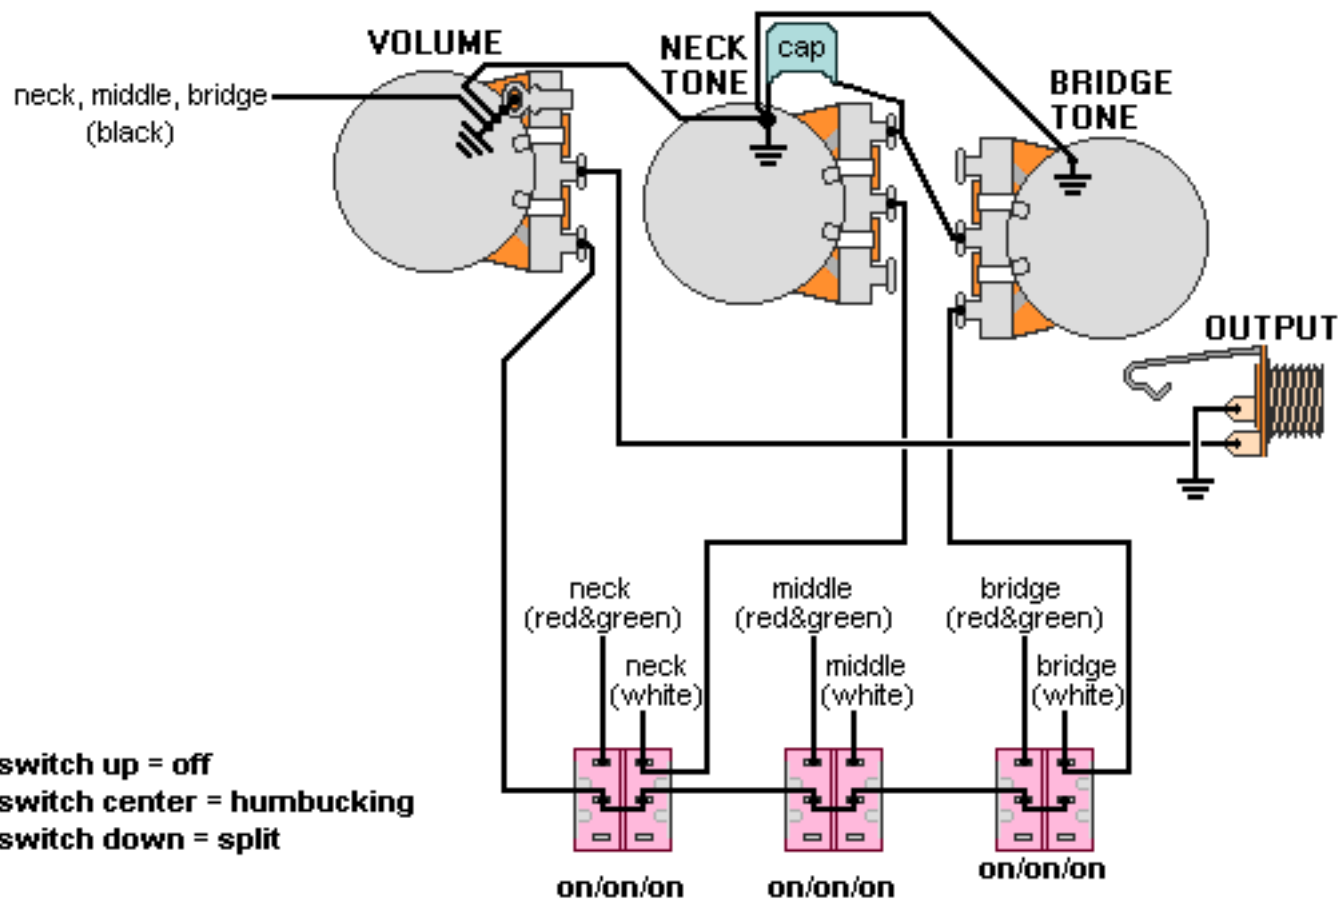 VOLUME
NECK
TONE
cap
BRIDGE
TONE
neck, middle, bridge
(black)
OUTPUT
neck
(red&green)
neck
(white)
middle
(red&green)
middle
(white)
bridge
(red&green)
bridge
(white)
switch up = off
switch center = humbucking
switch down = split
on/on/on
on/on/on
on/on/on